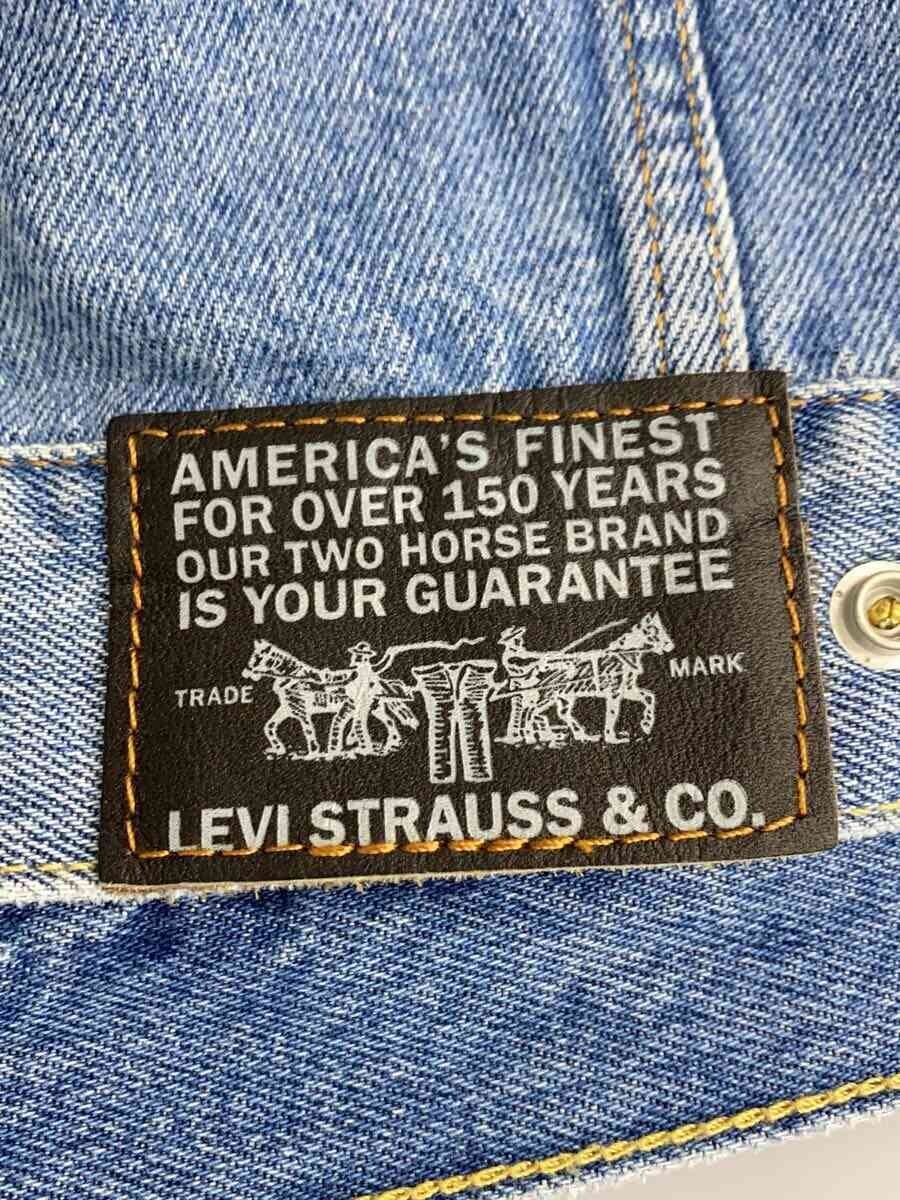 AMERICA'S FINEST
FOR OVER 150 YEARS
OUR TWO HORSE BRAND
IS YOUR GUARANTEE
TRADE MARK
LEVI STRAUSS & CO.